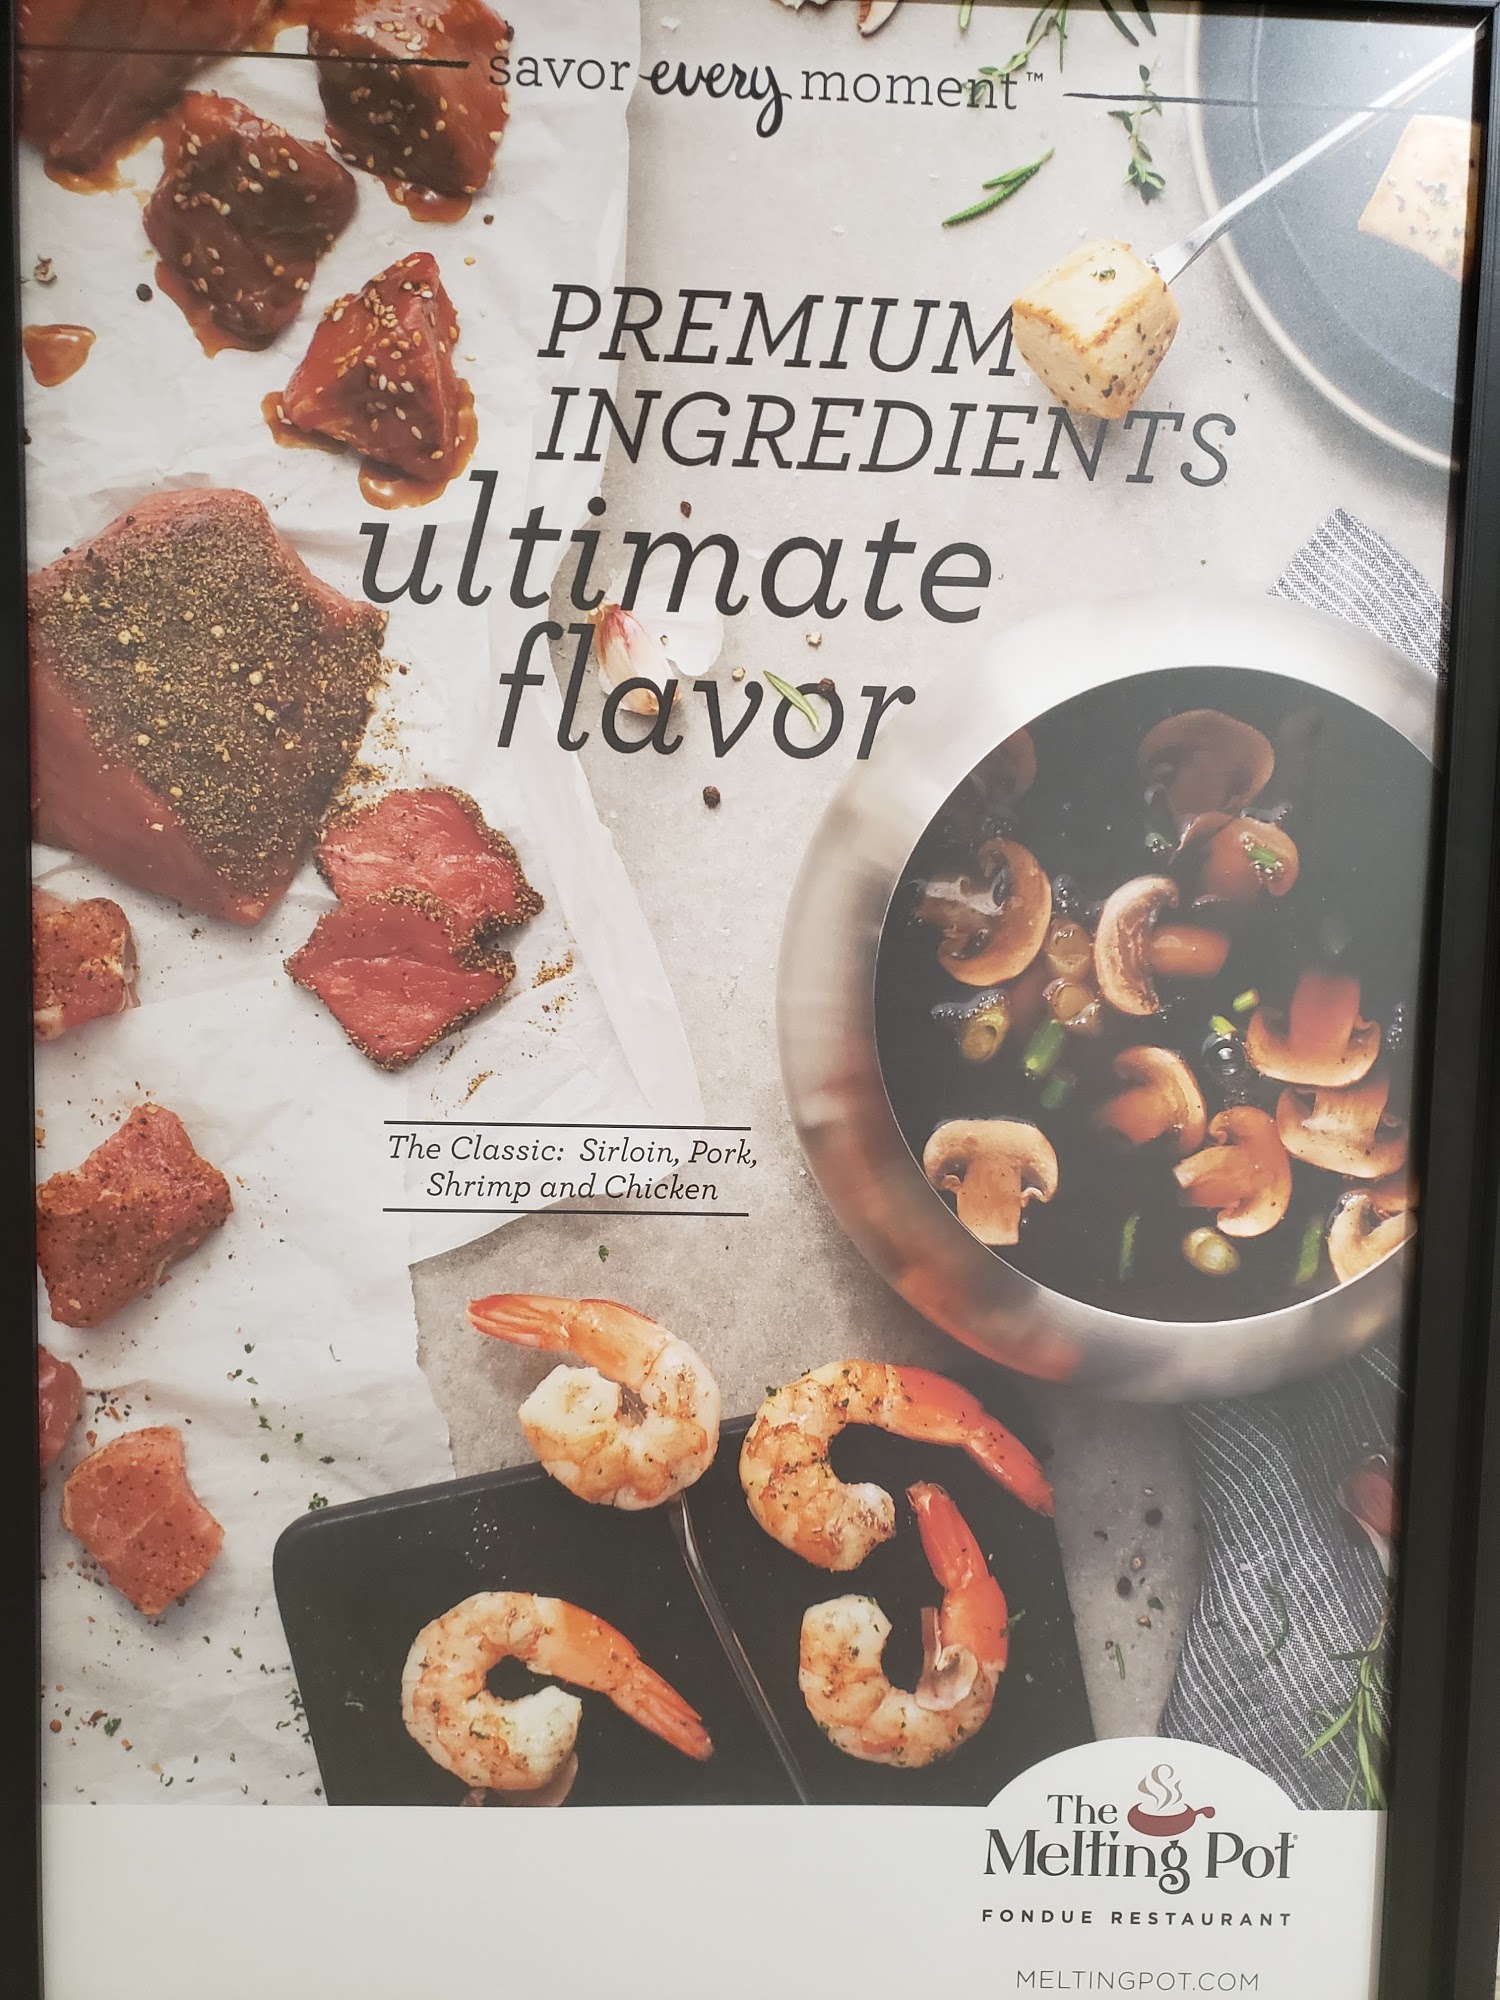 savor every moment™
PREMIUM
INGREDIENTS
ultimate
flavor
The Classic: Sirloin, Pork,
Shrimp and Chicken
The
Melting Pot®
FONDUE RESTAURANT
MELTINGPOT.COM